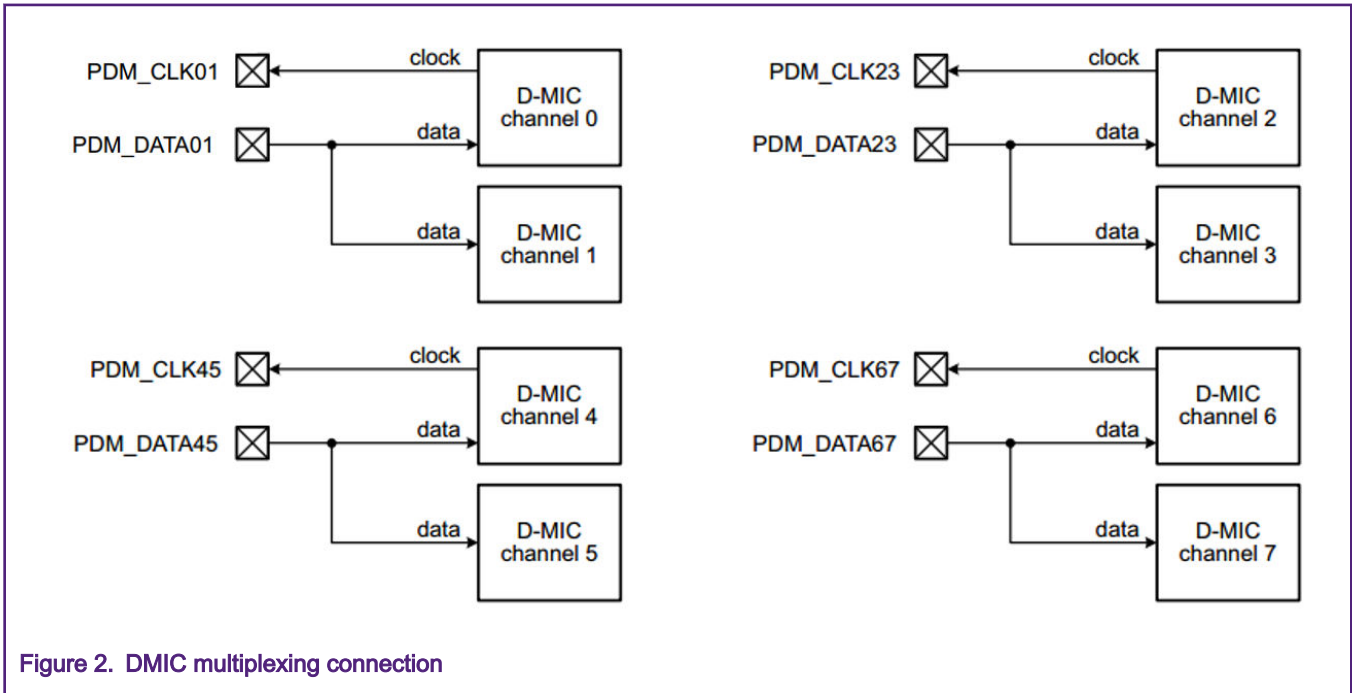 PDM_CLK01
clock
D-MIC
channel 0
PDM_DATA01
data
data
D-MIC
channel 1
PDM_CLK23
clock
D-MIC
channel 2
PDM_DATA23
data
data
D-MIC
channel 3
PDM_CLK45
clock
D-MIC
channel 4
PDM_DATA45
data
data
D-MIC
channel 5
PDM_CLK67
clock
D-MIC
channel 6
PDM_DATA67
data
data
D-MIC
channel 7
Figure 2. DMIC multiplexing connection